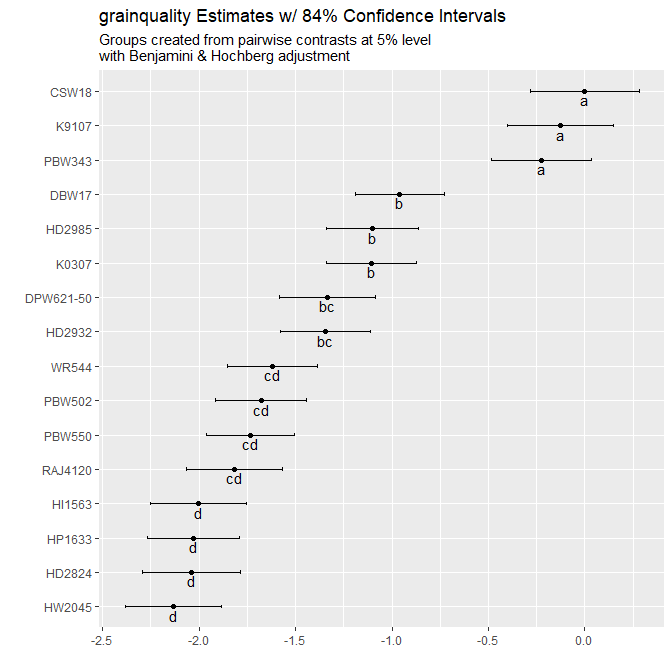 grainquality Estimates w/ 84% Confidence Intervals
Groups created from pairwise contrasts at 5% level
with Benjamini & Hochberg adjustment
CSW18
a
K9107
a
PBW343
a
DBW17
b
HD2985
b
K0307
b
DPW621-50
bc
HD2932
bc
WR544
cd
PBW502
cd
PBW550
cd
RAJ4120
cd
HI1563
d
HP1633
d
HD2824
d
HW2045
d
-2.5 -2.0 -1.5 -1.0 -0.5 0.0